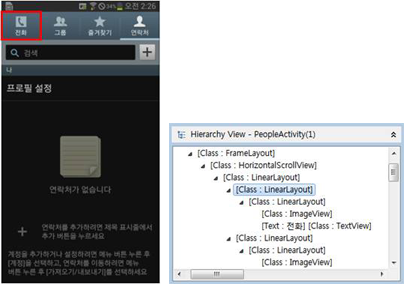 오전 2:26
전화
그룹
즐겨찾기
연락처
검색
나
프로필 설정
연락처가 없습니다
연락처를 추가하려면 제목 표시줄에서
추가 버튼을 누르세요
계정을 추가하거나 설정하려면 메뉴 버튼 누른 후
[계정]을 선택하고, 연락처를 이동하려면 메뉴
버튼 누른 후 [가져오기/내보내기]를 선택하세요
Hierarchy View - PeopleActivity(1)
[Class : FrameLayout]
[Class : HorizontalScrollView]
[Class : LinearLayout]
[Class : LinearLayout]
[Class : LinearLayout]
[Class : ImageView]
[Text : 전화] [Class : TextView]
[Class : LinearLayout]
[Class : LinearLayout]
[Class : ImageView]